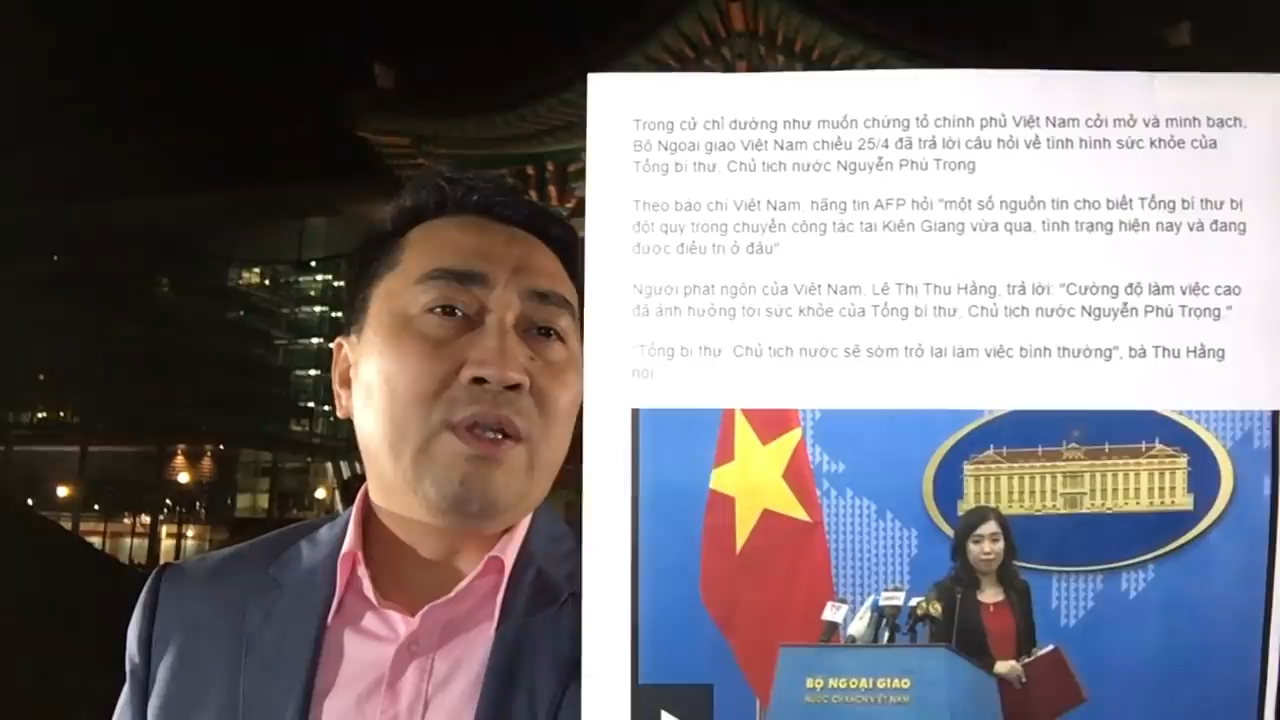 Trong cử chỉ dường như muốn chứng tỏ chính phủ Việt Nam cởi mở và minh bạch,
Bộ Ngoại giao Việt Nam chiều 25/4 đã trả lời câu hỏi về tình hình sức khỏe của
Tổng bí thư, Chủ tịch nước Nguyễn Phú Trọng
Theo báo chí Việt Nam, hãng tin AFP hỏi "một số nguồn tin cho biết Tổng bí thư bị
đột quỵ trong chuyến công tác tại Kiên Giang vừa qua, tình trạng hiện nay và đang
được điều trị ở đâu"
Người phát ngôn của Việt Nam, Lê Thị Thu Hằng, trả lời: "Cường độ làm việc cao
đã ảnh hưởng tới sức khỏe của Tổng bí thư, Chủ tịch nước Nguyễn Phú Trọng."
"Tổng bí thư, Chủ tịch nước sẽ sớm trở lại làm việc bình thường", bà Thu Hằng
nói.
BỘ NGOẠI GIAO
NƯỚC CHXHCN VIỆT NAM